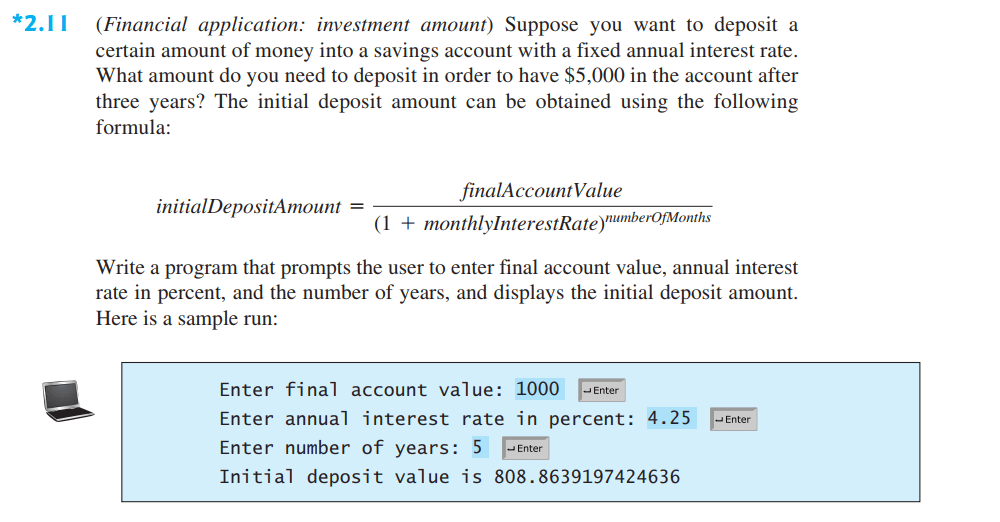 *2.11 (Financial application: investment amount) Suppose you want to deposit a
certain amount of money into a savings account with a fixed annual interest rate.
What amount do you need to deposit in order to have $5,000 in the account after
three years? The initial deposit amount can be obtained using the following
formula:
initialDepositAmount = finalAccountValue
(1 + monthlyInterestRate)^numberOfMonths
Write a program that prompts the user to enter final account value, annual interest
rate in percent, and the number of years, and displays the initial deposit amount.
Here is a sample run:
Enter final account value: 1000 ↵Enter
Enter annual interest rate in percent: 4.25 ↵Enter
Enter number of years: 5 ↵Enter
Initial deposit value is 808.8639197424636